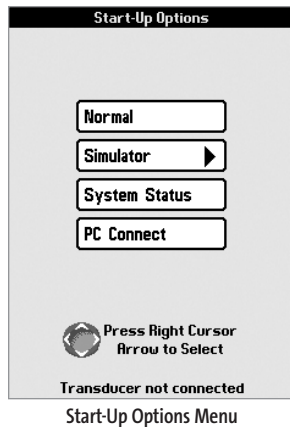 Start-Up Options
Normal
Simulator
System Status
PC Connect
Press Right Cursor
Arrow to Select
Transducer not connected
Start-Up Options Menu